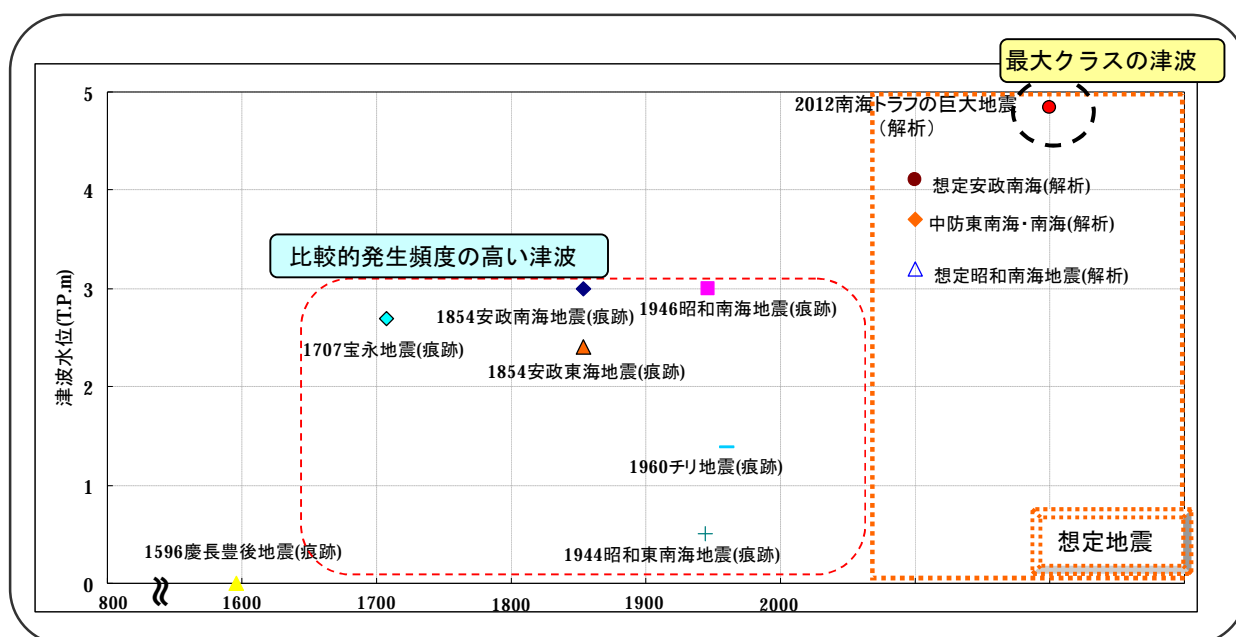 最大クラスの津波
5
2012南海トラフの巨大地震
（解析）
4
想定安政南海(解析)
中防東南海・南海(解析)
比較的発生頻度の高い津波
想定昭和南海地震(解析)
津波水位(T.P.m)
3
1854安政南海地震(痕跡)
1946昭和南海地震(痕跡)
1707宝永地震(痕跡)
1854安政東海地震(痕跡)
2
1960チリ地震(痕跡)
1
1596慶長豊後地震(痕跡)
1944昭和東南海地震(痕跡)
想定地震
0
800 1600 1700 1800 1900 2000